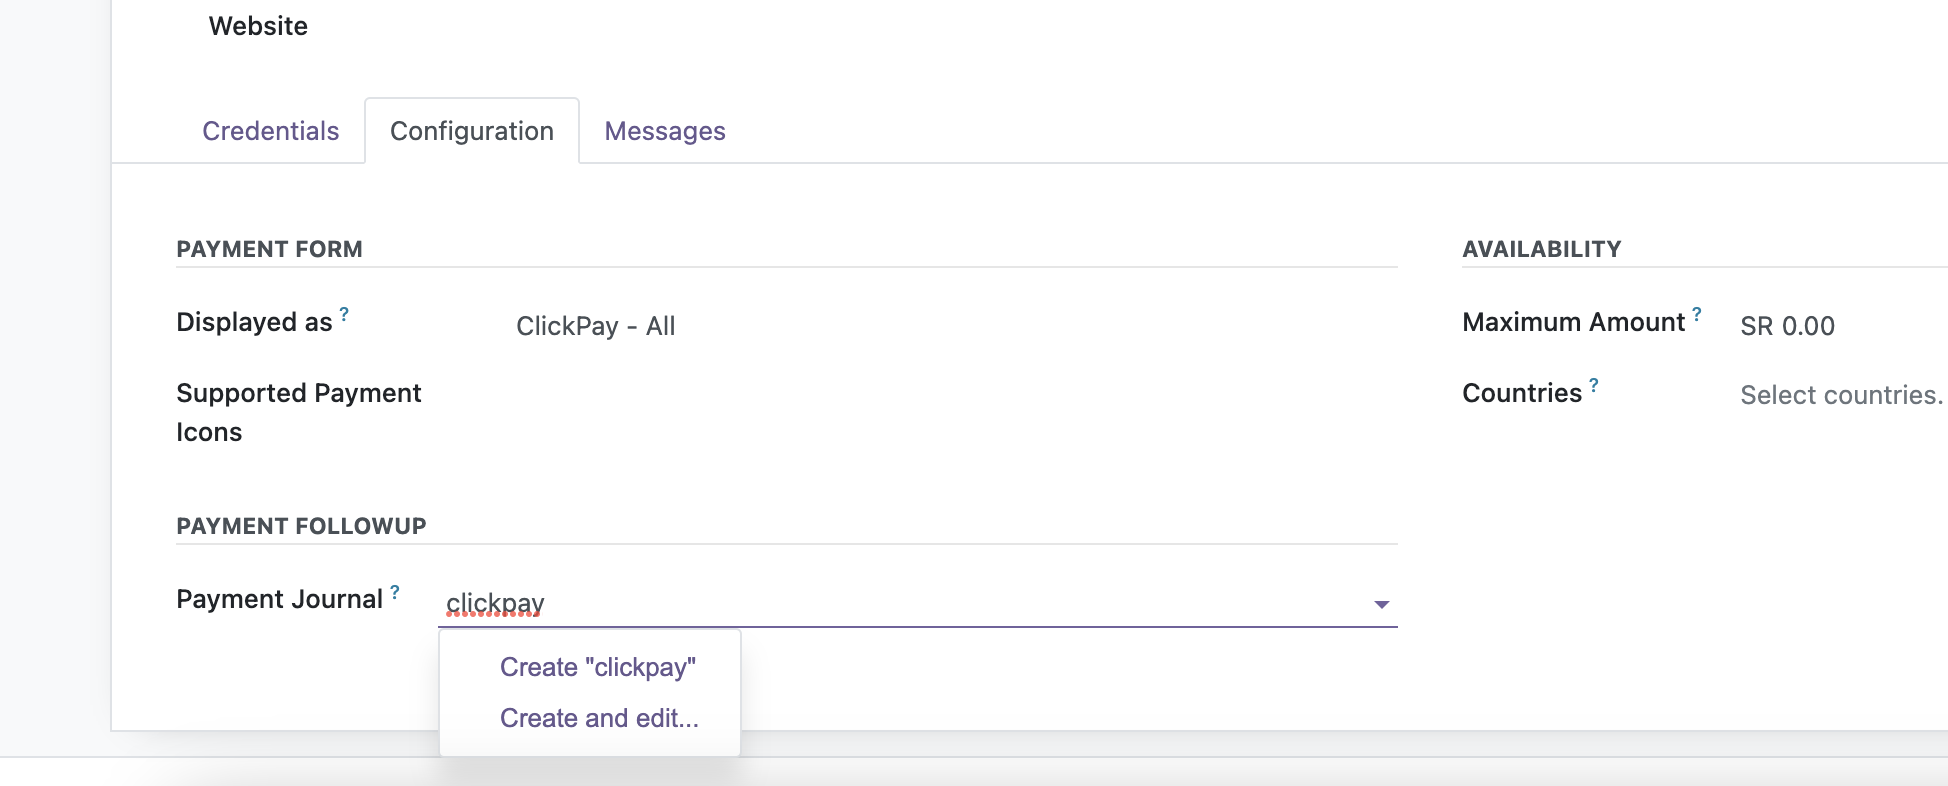 Website
Credentials
Configuration
Messages
PAYMENT FORM
Displayed as ?
ClickPay - All
Supported Payment
Icons
PAYMENT FOLLOWUP
Payment Journal ?
clickpay
Create "clickpay"
Create and edit...
AVAILABILITY
Maximum Amount ?
SR 0.00
Countries ?
Select countries.